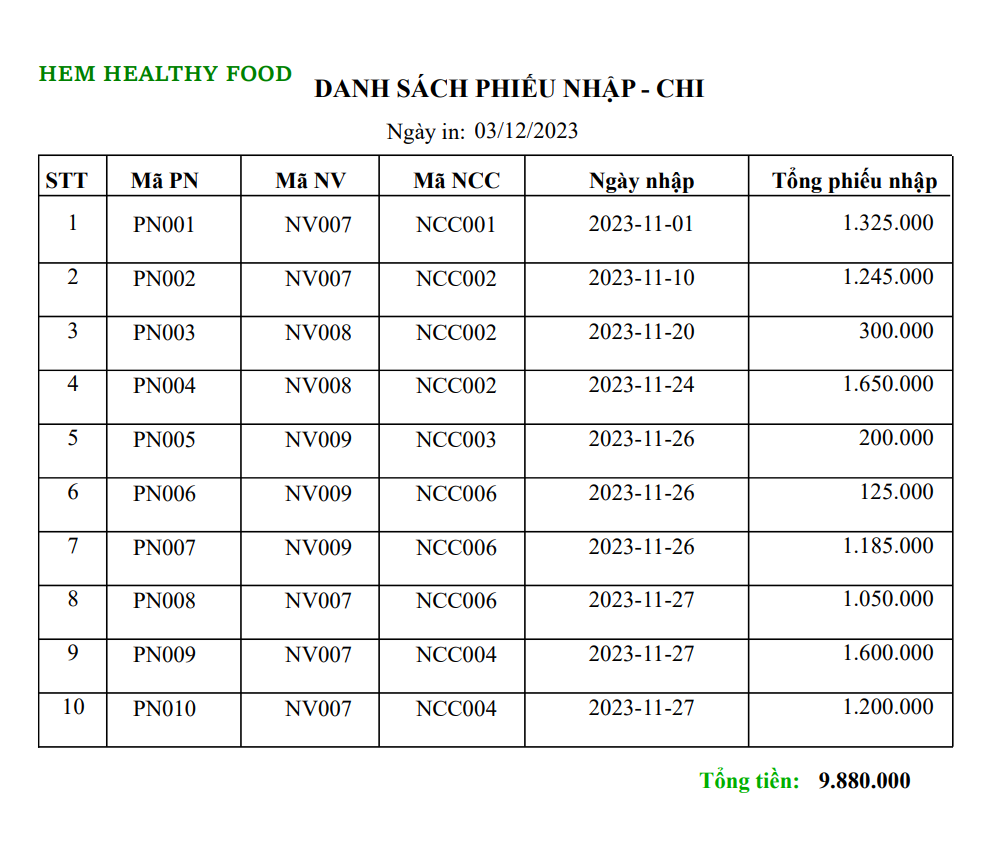 HEM HEALTHY FOOD
DANH SÁCH PHIẾU NHẬP - CHI
Ngày in: 03/12/2023
STT Mã PN Mã NV Mã NCC Ngày nhập Tổng phiếu nhập
1 PN001 NV007 NCC001 2023-11-01 1.325.000
2 PN002 NV007 NCC002 2023-11-10 1.245.000
3 PN003 NV008 NCC002 2023-11-20 300.000
4 PN004 NV008 NCC002 2023-11-24 1.650.000
5 PN005 NV009 NCC003 2023-11-26 200.000
6 PN006 NV009 NCC006 2023-11-26 125.000
7 PN007 NV009 NCC006 2023-11-26 1.185.000
8 PN008 NV007 NCC006 2023-11-27 1.050.000
9 PN009 NV007 NCC004 2023-11-27 1.600.000
10 PN010 NV007 NCC004 2023-11-27 1.200.000
Tổng tiền: 9.880.000